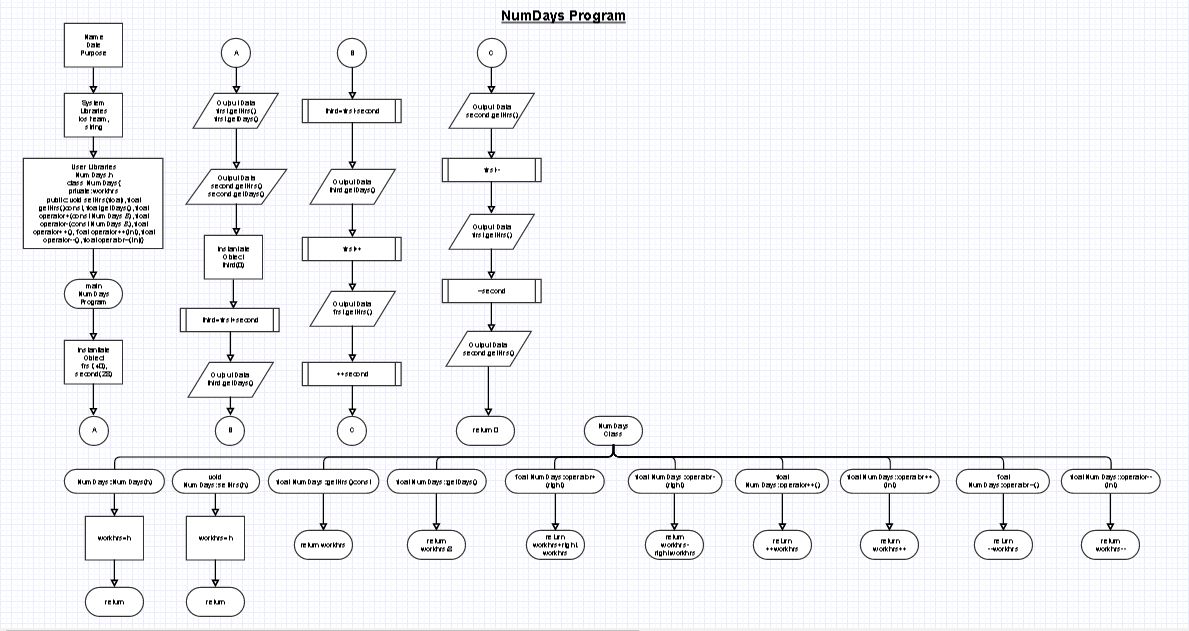 NumDays Program
Name
Date
Purpose
System
Libraries
iostream,
string
User Libraries
NumDays.h
class NumDays{
private:workhrs
public:void setHrs(float),float
getHrs()const,float getDays(),float
operator+(const NumDays &),float
operator-(const NumDays &),float
operator++(),float operator++(int),float
operator--(),float operator--(int)}
main
NumDays
Program
Instantiate
Object
second(28)
A
A
Output Data
first.getHrs()
first.getDays()
Output Data
second.getHrs()
second.getDays()
Instantiate
Object
third(0)
third=first+second
Output Data
third.getDays()
B
B
third=first-second
Output Data
third.getDays()
first++
Output Data
first.getHrs()
++second
C
C
Output Data
second.getHrs()
first--
Output Data
first.getHrs()
--second
Output Data
second.getHrs()
return 0
NumDays
Class
NumDays::NumDays(h)
workhrs=h
return
void
NumDays::setHrs(h)
workhrs=h
return
float NumDays::getHrs()const
return workhrs
float NumDays::getDays()
return
workhrs/8
float NumDays::operator+
(right)
return
workhrs+right.
workhrs
float NumDays::operator-
(right)
return
workhrs-
right.workhrs
float
NumDays::operator++()
return
++workhrs
float NumDays::operator++
(int)
return
workhrs++
float
NumDays::operator--()
return
--workhrs
float NumDays::operator--
(int)
return
workhrs--